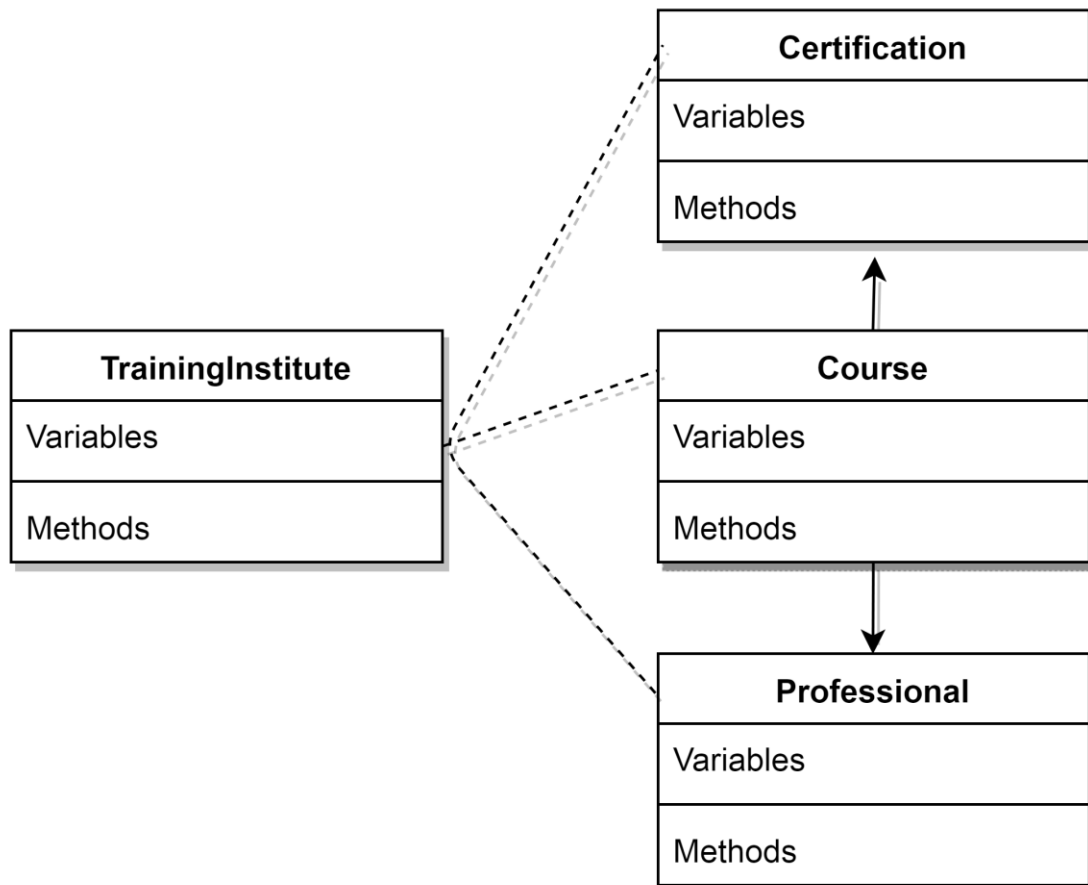 Certification
Variables
Methods
TrainingInstitute
Variables
Methods
Course
Variables
Methods
Professional
Variables
Methods